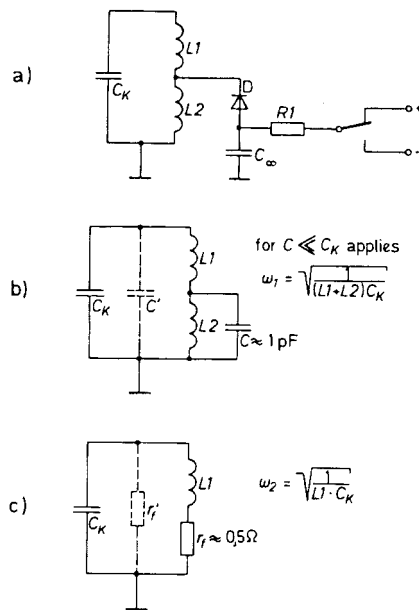 a)
C_K
L1
L2
D
R1
C_∞
+
-
b)
C_K
C'
L1
L2
C≈1pF
for C ≪ C_K applies
ω₁ = √(1/((L1+L2)C_K))
c)
C_K
r_f'
L1
r_f ≈ 0,5Ω
ω₂ = √(1/(L1·C_K))